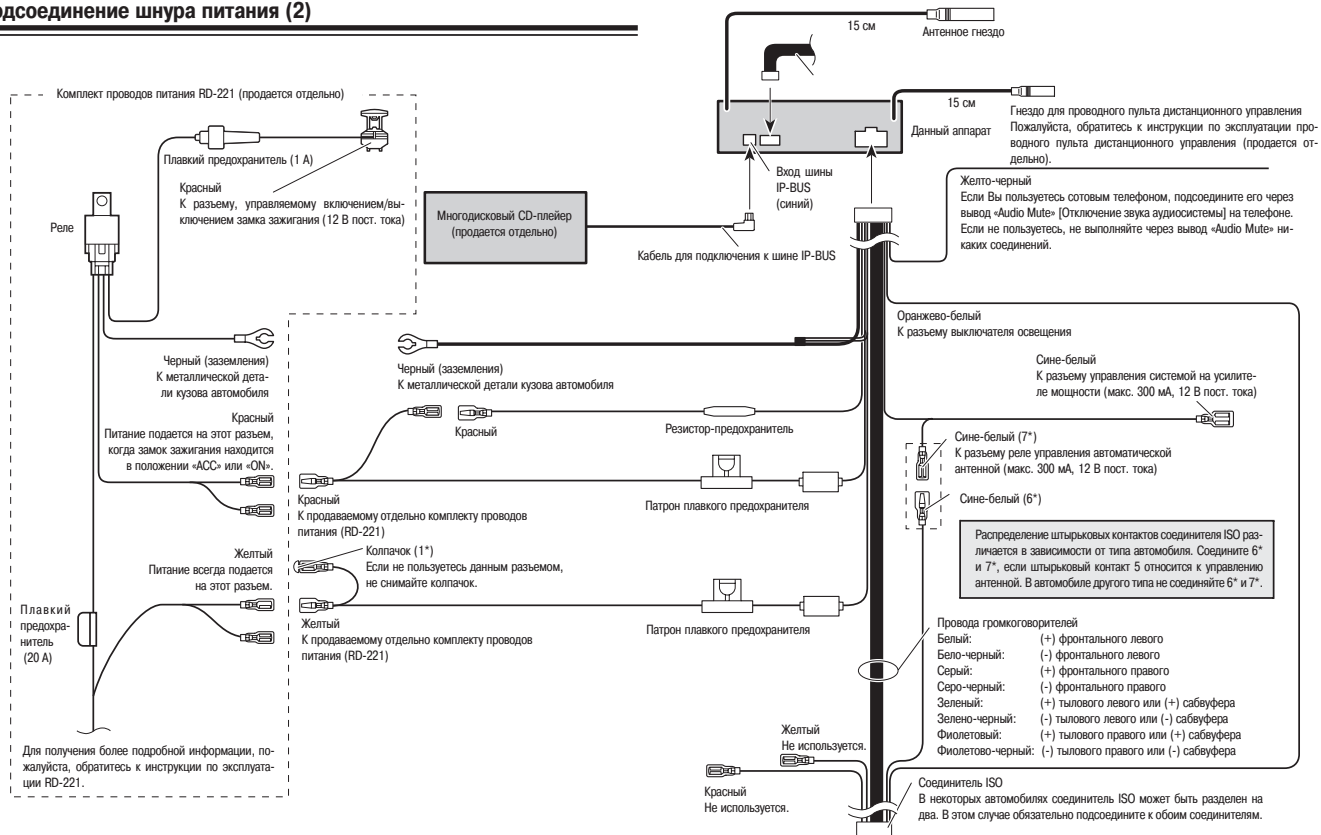 одсоединение шнура питания (2)
15 см
Антенное гнездо
15 см
Гнездо для проводного пульта дистанционного управления
Пожалуйста, обратитесь к инструкции по эксплуатации про-
водного пульта дистанционного управления (продается от-
дельно).
Данный аппарат
Комплект проводов питания RD-221 (продается отдельно)
Плавкий предохранитель (1 А)
Красный
К разъему, управляемому включением/вы-
ключением замка зажигания (12 В пост. тока)
Реле
Вход шины
IP-BUS
(синий)
Многодисковый CD-плейер
(продается отдельно)
Кабель для подключения к шине IP-BUS
Желто-черный
Если Вы пользуетесь сотовым телефоном, подсоедините его через
вывод «Audio Mute» [Отключение звука аудиосистемы] на телефоне.
Если не пользуетесь, не выполняйте через вывод «Audio Mute» ни-
каких соединений.
Оранжево-белый
К разъему выключателя освещения
Черный (заземления)
К металлической дета-
ли кузова автомобиля
Черный (заземления)
К металлической детали кузова автомобиля
Сине-белый
К разъему управления системой на усилите-
ле мощности (макс. 300 мА, 12 В пост. тока)
Красный
Питание подается на этот разъем,
когда замок зажигания находится
в положении «ACC» или «ON».
Красный
Резистор-предохранитель
Сине-белый (7*)
К разъему реле управления автоматической
антенной (макс. 300 мА, 12 В пост. тока)
Красный
К продаваемому отдельно комплекту проводов
питания (RD-221)
Патрон плавкого предохранителя
Сине-белый (6*)
Распределение штырьковых контактов соединителя ISO раз-
личается в зависимости от типа автомобиля. Соедините 6*
и 7*, если штырьковый контакт 5 относится к управлению
антенной. В автомобиле другого типа не соединяйте 6* и 7*.
Желтый
Питание всегда подается
на этот разъем.
Колпачок (1*)
Если не пользуетесь данным разъемом,
не снимайте колпачок.
Плавкий
предохра-
нитель
(20 А)
Желтый
К продаваемому отдельно комплекту проводов
питания (RD-221)
Патрон плавкого предохранителя
Провода громкоговорителей
Белый: (+) фронтального левого
Бело-черный: (-) фронтального левого
Серый: (+) фронтального правого
Серо-черный: (-) фронтального правого
Зеленый: (+) тылового левого или (+) сабвуфера
Зелено-черный: (-) тылового левого или (-) сабвуфера
Фиолетовый: (+) тылового правого или (+) сабвуфера
Фиолетово-черный: (-) тылового правого или (-) сабвуфера
Для получения более подробной информации, по-
жалуйста, обратитесь к инструкции по эксплуата-
ции RD-221.
Желтый
Не используется.
Красный
Не используется.
Соединитель ISO
В некоторых автомобилях соединитель ISO может быть разделен на
два. В этом случае обязательно подсоедините к обоим соединителям.